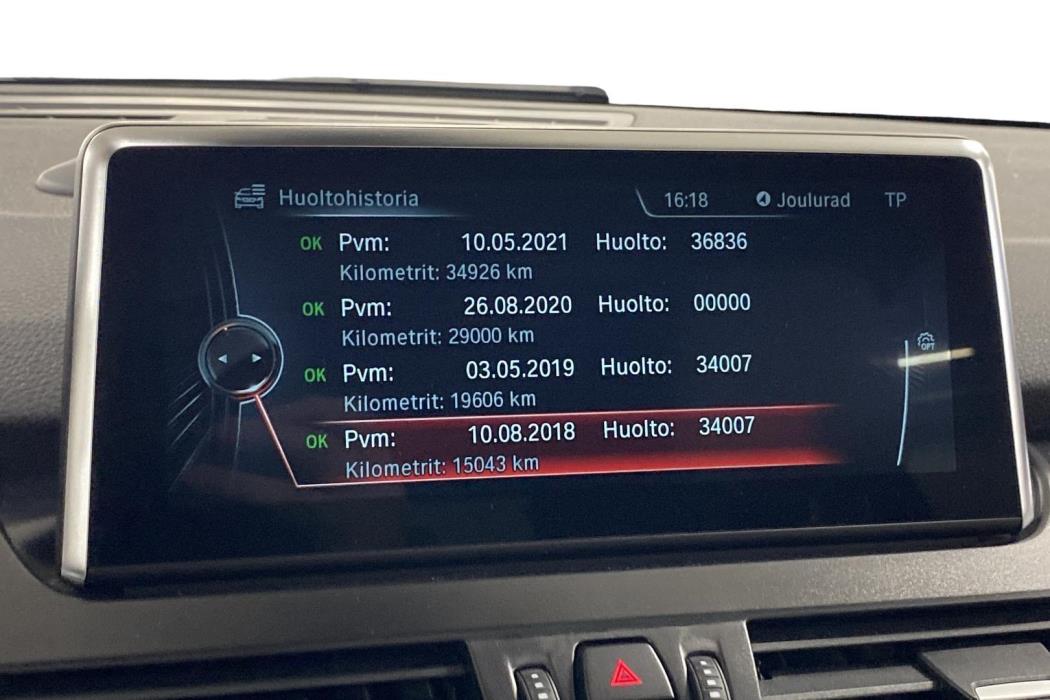 Huoltohistoria 16:18 4 Joulurad TP
OK Pvm: 10.05.2021 Huolto: 36836
Kilometrit: 34926 km
OK Pvm: 26.08.2020 Huolto: 00000
Kilometrit: 29000 km
OPT
OK Pvm: 03.05.2019 Huolto: 34007
Kilometrit: 19606 km
OK Pvm: 10.08.2018 Huolto: 34007
Kilometrit: 15043 km